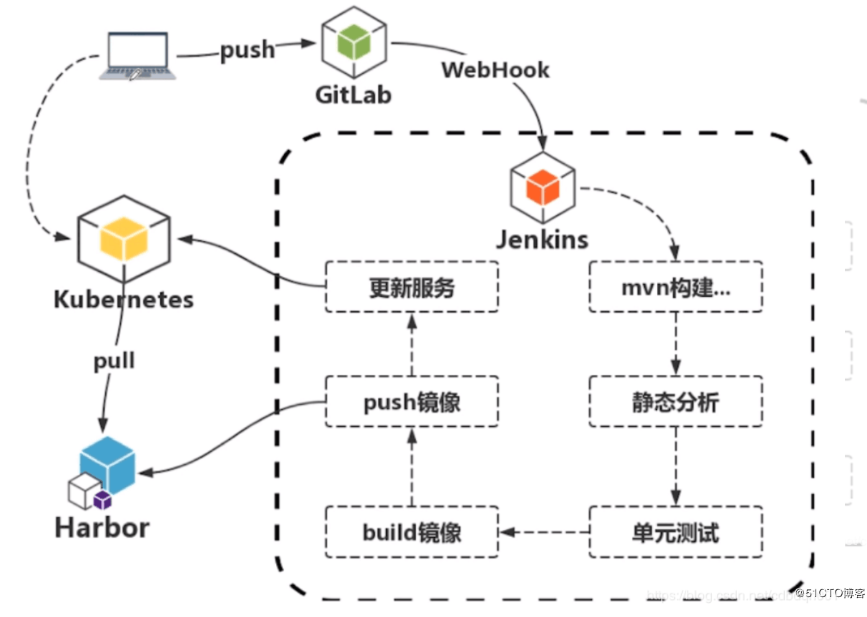 push
GitLab
WebHook
Jenkins
Kubernetes
更新服务
mvn构建...
pull
push镜像
静态分析
Harbor
build镜像
单元测试
@51CTO博客